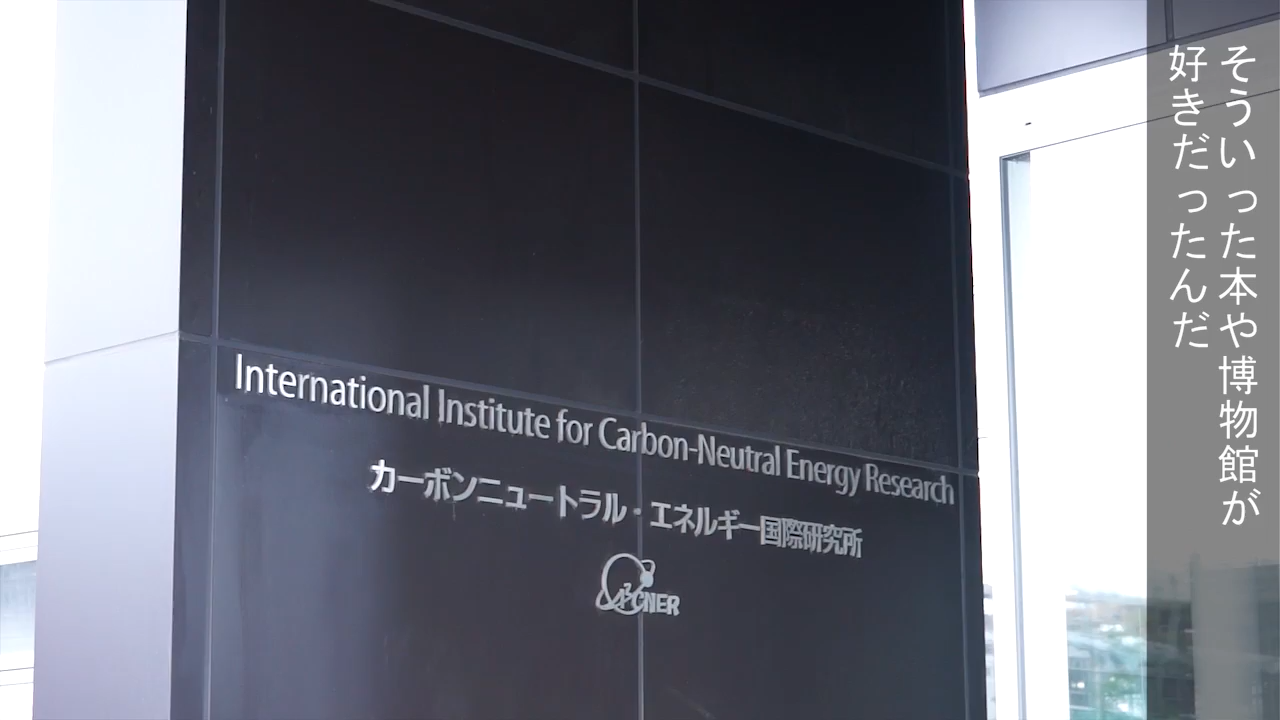 そういった本や博物館が
好きだったんだ
International Institute for Carbon-Neutral Energy Research
カーボンニュートラル・エネルギー国際研究所
I²CNER